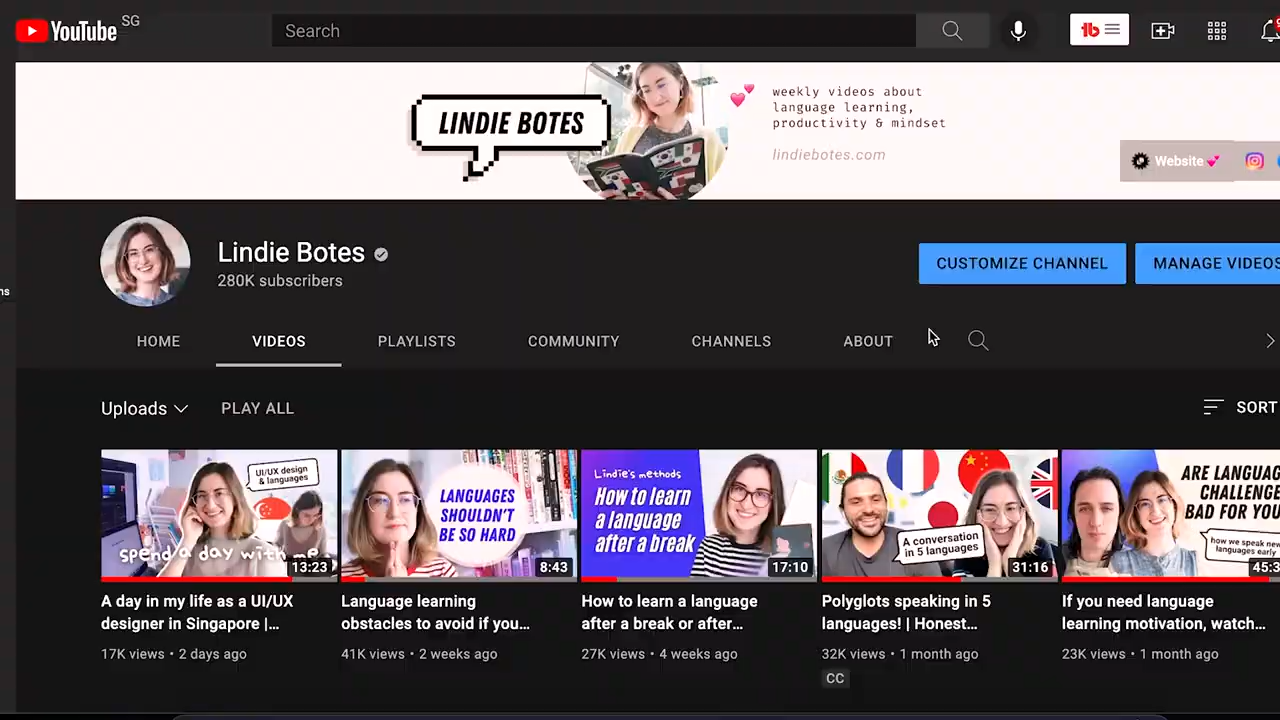 YouTube SG
Search
LINDIE BOTES
weekly videos about
language learning,
productivity & mindset
lindiebotes.com
Website
Lindie Botes
280K subscribers
CUSTOMIZE CHANNEL
MANAGE VIDEOS
HOME
VIDEOS
PLAYLISTS
COMMUNITY
CHANNELS
ABOUT
Uploads
PLAY ALL
SORT
UI/UX design
& languages
spend a day with me
13:23
A day in my life as a UI/UX
designer in Singapore |...
17K views • 2 days ago
LANGUAGES
SHOULDN'T
BE SO HARD
8:43
Language learning
obstacles to avoid if you...
41K views • 2 weeks ago
Lindie's methods
How to learn
a language
after a break
17:10
How to learn a language
after a break or after...
27K views • 4 weeks ago
A conversation
in 5 languages
31:16
Polyglots speaking in 5
languages! | Honest...
32K views • 1 month ago
CC
ARE LANGUAG
CHALLENGE
BAD FOR YOU
how we speak new
languages early
45:3
If you need language
learning motivation, watch...
23K views • 1 month ago